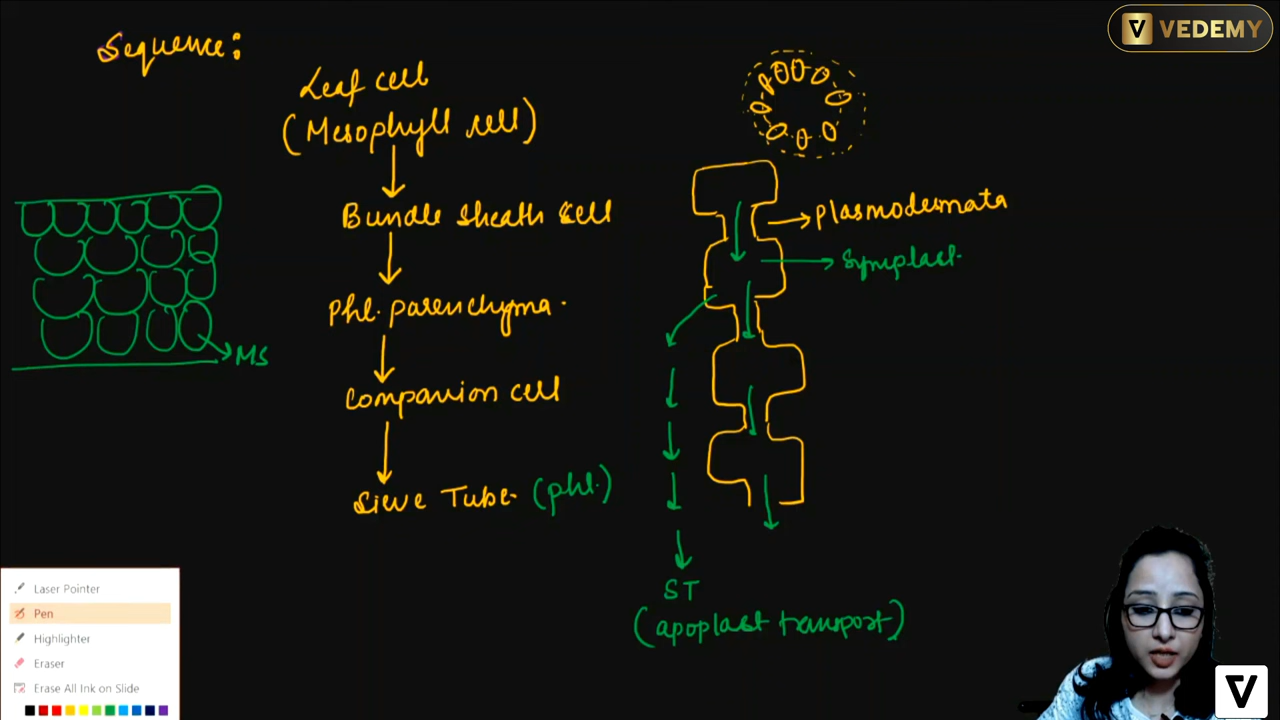 Sequence:
Leaf cell
(Mesophyll cell)
Bundle sheath cell
Phl. parenchyma.
Companion cell
Sieve Tube. (phl.)
MS
plasmodesmata
Symplast.
ST
(apoplast transport)
VEDEMY
Laser Pointer
Pen
Highlighter
Eraser
Erase All Ink on Slide